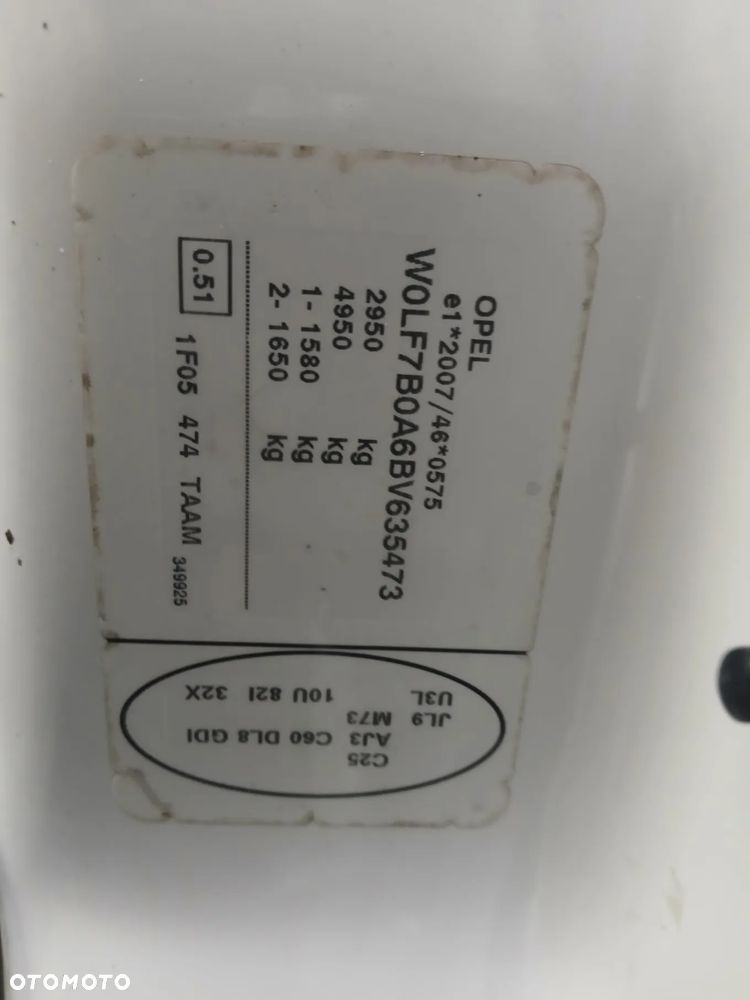 OPEL
e1*2007/46*0575
W0LF7B0A6BV635473
2950 kg
4950 kg
1- 1580 kg
2- 1650 kg
0.51 1F05 474 TAAM 349925
C25
AJ3 C60 DL8 GDI
JL9 M73
U3L 10U 82I 32X
OTOMOTO